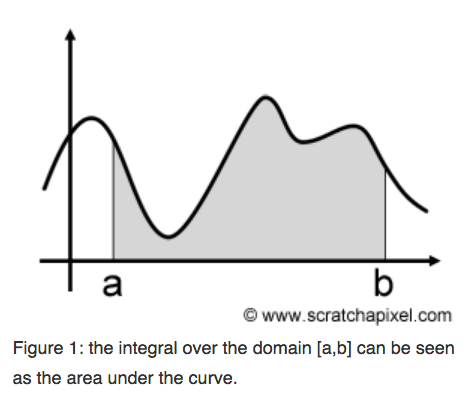 a b
© www.scratchapixel.com
Figure 1: the integral over the domain [a,b] can be seen
as the area under the curve.